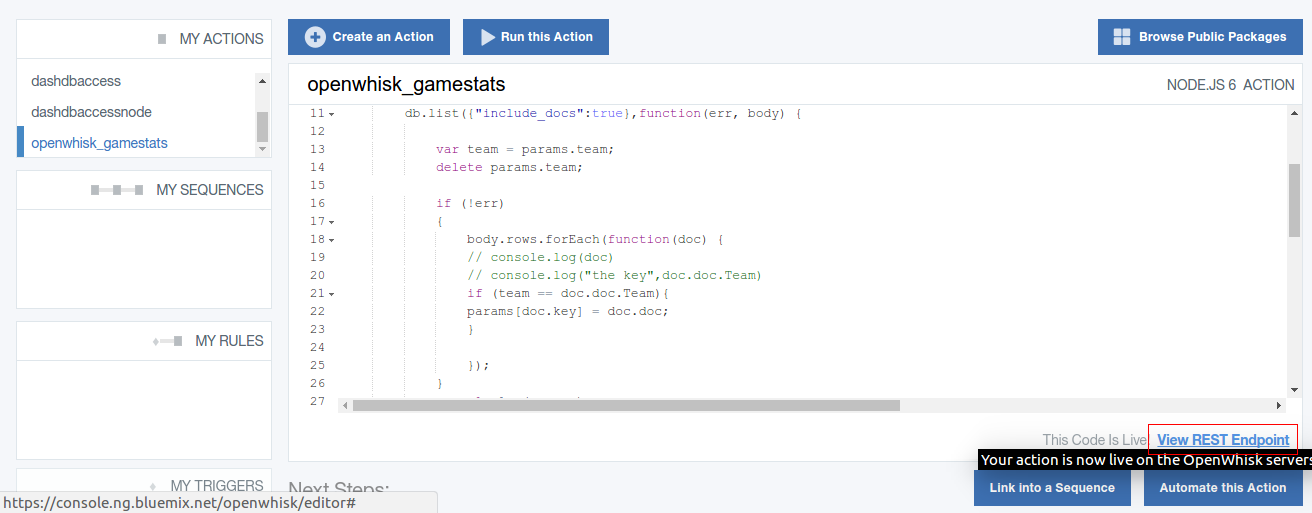 MY ACTIONS
dashdbaccess
dashdbaccessnode
openwhisk_gamestats
MY SEQUENCES
MY RULES
MY TRIGGERS
https://console.ng.bluemix.net/openwhisk/editor#
Create an Action
Run this Action
Browse Public Packages
openwhisk_gamestats
NODE.JS 6 ACTION
11 db.list({"include_docs":true},function(err, body) {
12
13 var team = params.team;
14 delete params.team;
15
16 if (!err)
17 {
18 body.rows.forEach(function(doc) {
19 // console.log(doc)
20 // console.log("the key",doc.doc.Team)
21 if (team == doc.doc.Team){
22 params[doc.key] = doc.doc;
23 }
24
25 });
26 }
27
This Code Is Live
View REST Endpoint
Your action is now live on the OpenWhisk servers
Next Steps:
Link into a Sequence
Automate this Action